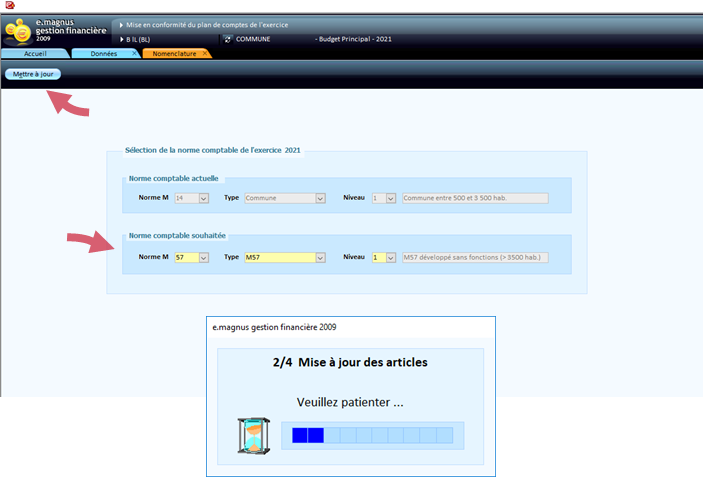 e.magnus
gestion financière
2009
Mise en conformité du plan de comptes de l'exercice
B IL (BL)
COMMUNE
- Budget Principal - 2021
Accueil
Données ×
Nomenclature ×
Mettre à jour
Sélection de la norme comptable de l'exercice 2021
Norme comptable actuelle
Norme M 14 Type Commune Niveau 1 Commune entre 500 et 3 500 hab.
Norme comptable souhaitée
Norme M 57 Type M57 Niveau 1 M57 développé sans fonctions (> 3500 hab.)
e.magnus gestion financière 2009
2/4 Mise à jour des articles
Veuillez patienter ...